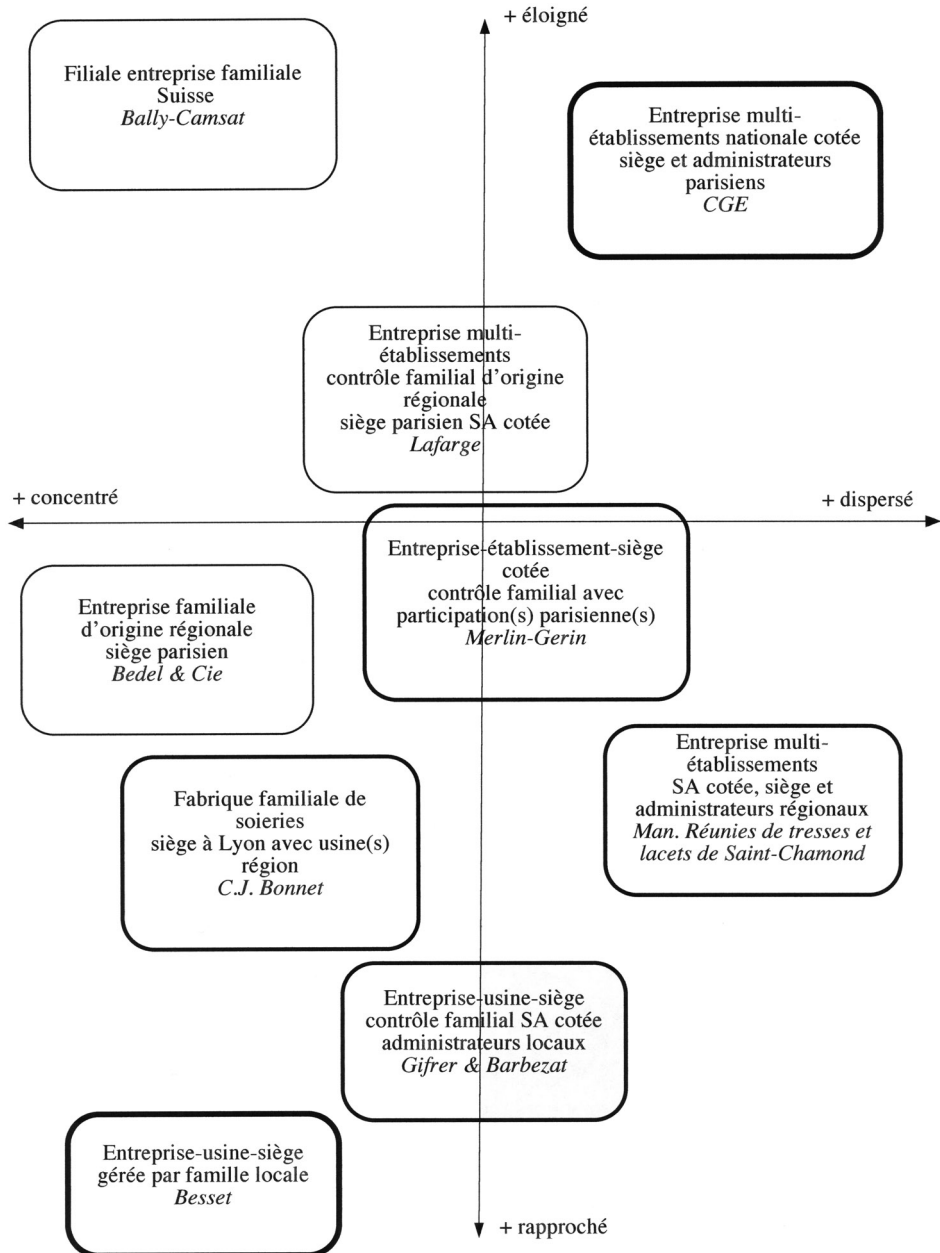 + éloigné
Filiale entreprise familiale
Suisse
Bally-Camsat
Entreprise multi-
établissements nationale cotée
siège et administrateurs
parisiens
CGE
Entreprise multi-
établissements
contrôle familial d'origine
régionale
siège parisien SA cotée
Lafarge
+ concentré
+ dispersé
Entreprise-établissement-siège
cotée
contrôle familial avec
participation(s) parisienne(s)
Merlin-Gerin
Entreprise familiale
d'origine régionale
siège parisien
Bedel & Cie
Entreprise multi-
établissements
SA cotée, siège et
administrateurs régionaux
Man. Réunies de tresses et
lacets de Saint-Chamond
Fabrique familiale de
soieries
siège à Lyon avec usine(s)
région
C.J. Bonnet
Entreprise-usine-siège
contrôle familial SA cotée
administrateurs locaux
Gifrer & Barbezat
Entreprise-usine-siège
gérée par famille locale
Besset
+ rapproché